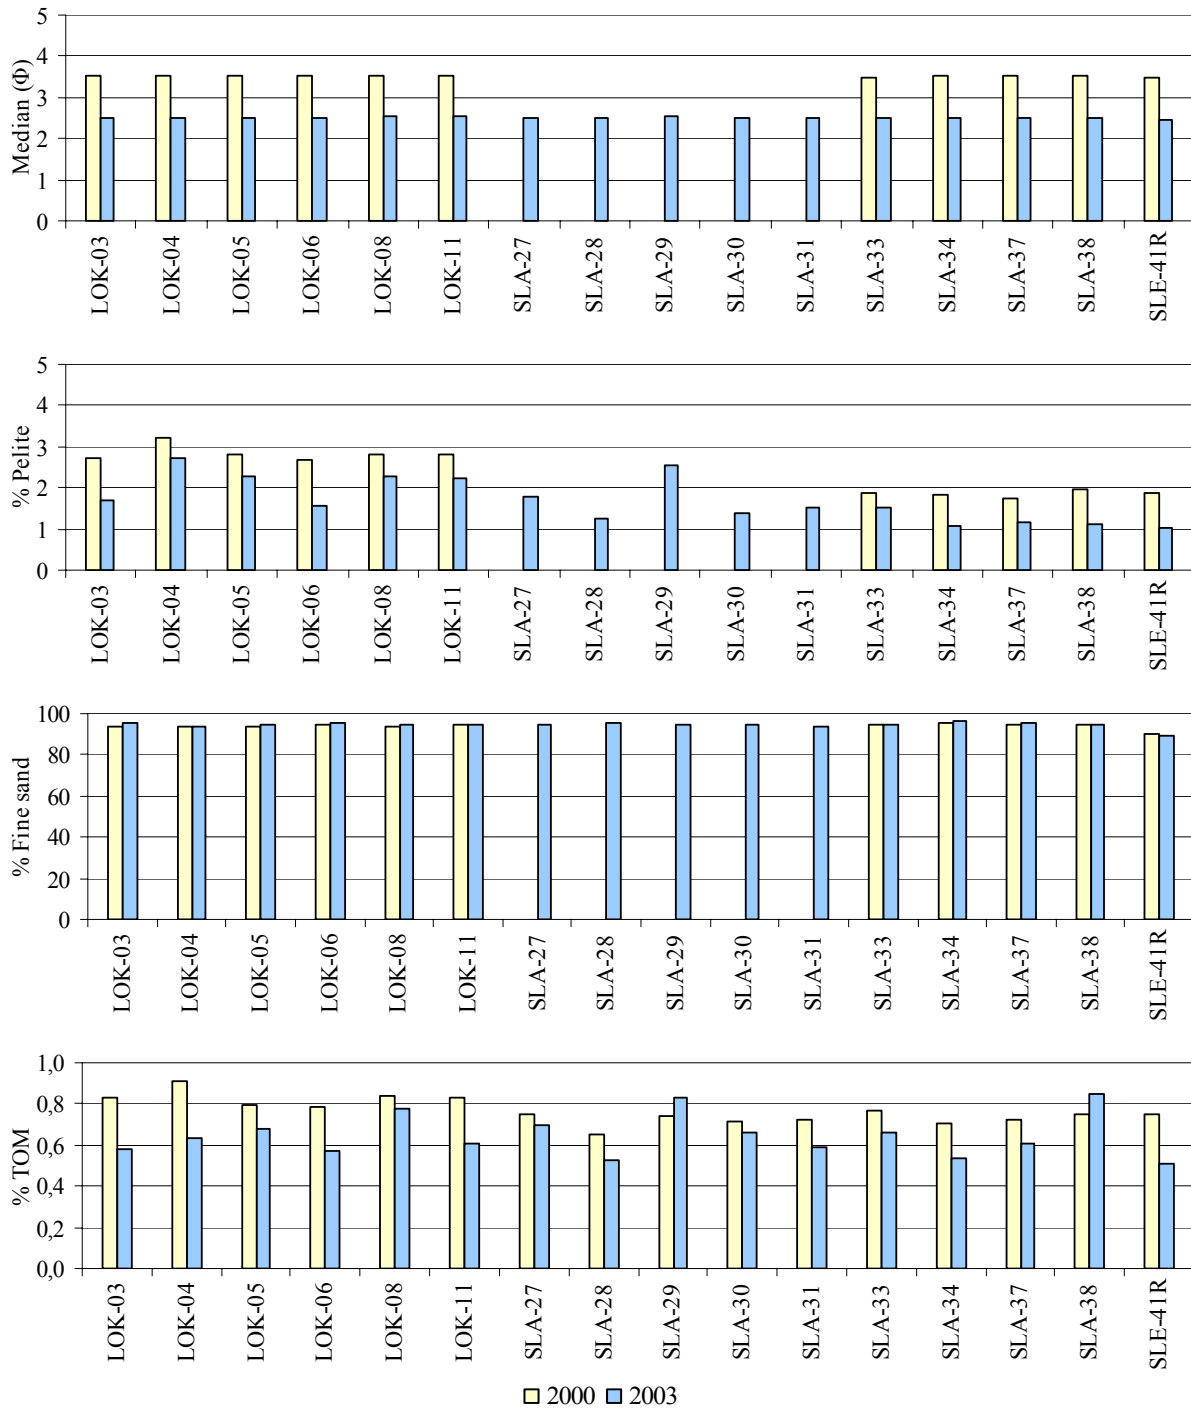 Median (Φ)
5
4
3
2
1
0
LOK-03
LOK-04
LOK-05
LOK-06
LOK-08
LOK-11
SLA-27
SLA-28
SLA-29
SLA-30
SLA-31
SLA-33
SLA-34
SLA-37
SLA-38
SLE-41R
% Pelite
5
4
3
2
1
0
LOK-03
LOK-04
LOK-05
LOK-06
LOK-08
LOK-11
SLA-27
SLA-28
SLA-29
SLA-30
SLA-31
SLA-33
SLA-34
SLA-37
SLA-38
SLE-41R
% Fine sand
100
80
60
40
20
0
LOK-03
LOK-04
LOK-05
LOK-06
LOK-08
LOK-11
SLA-27
SLA-28
SLA-29
SLA-30
SLA-31
SLA-33
SLA-34
SLA-37
SLA-38
SLE-41R
% TOM
1,0
0,8
0,6
0,4
0,2
0,0
LOK-03
LOK-04
LOK-05
LOK-06
LOK-08
LOK-11
SLA-27
SLA-28
SLA-29
SLA-30
SLA-31
SLA-33
SLA-34
SLA-37
SLA-38
SLE-41R
2000 2003